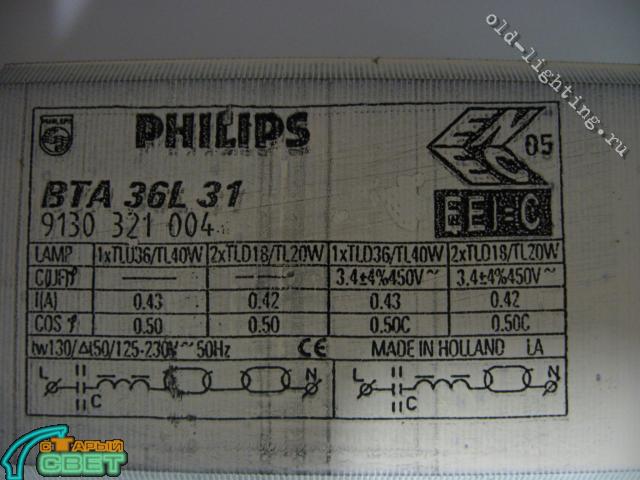 old-lighting.ru
PHILIPS
PHILIPS
ENEC 05
BTA 36L 31
EEI=C
9130 321 004
LAMP 1xTLD36/TL40W 2xTLD18/TL20W 1xTLD36/TL40W 2xTLD18/TL20W
C(µF) — — 3.4±4%450V~ 3.4±4%450V~
I(A) 0.43 0.42 0.43 0.42
COS φ 0.50 0.50 0.50C 0.50C
tw130/Δt50/125-230V~50Hz CE MADE IN HOLLAND LA
L N L N
C C
СТАРЫЙ
СВЕТ